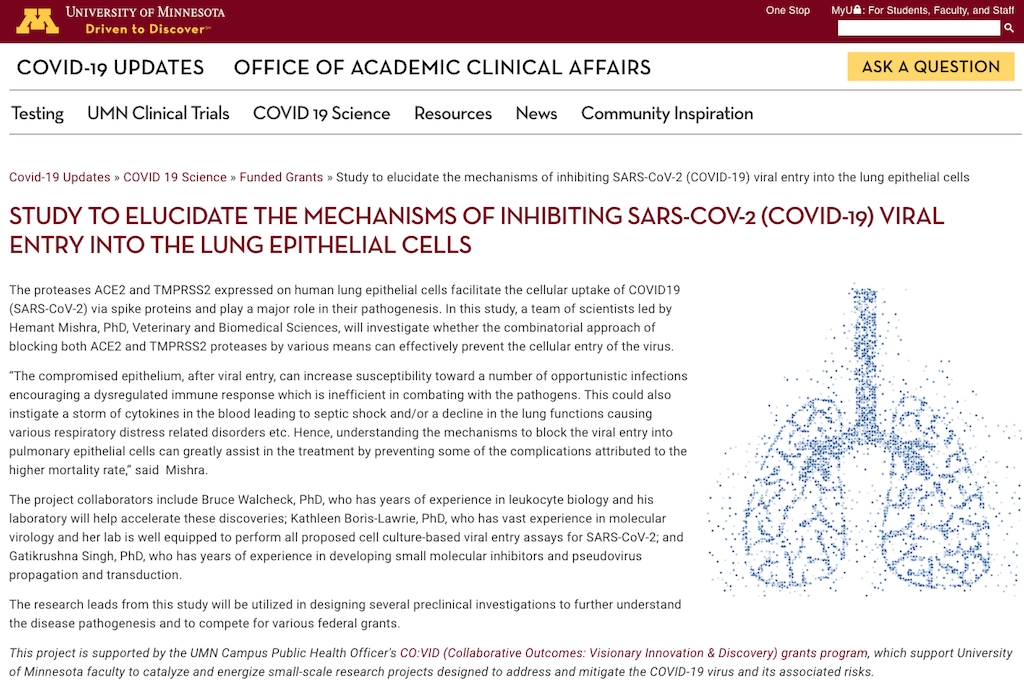 UNIVERSITY OF MINNESOTA
Driven to Discover℠
One Stop
MyU: For Students, Faculty, and Staff
COVID-19 UPDATES
OFFICE OF ACADEMIC CLINICAL AFFAIRS
ASK A QUESTION
Testing
UMN Clinical Trials
COVID 19 Science
Resources
News
Community Inspiration
Covid-19 Updates » COVID 19 Science » Funded Grants » Study to elucidate the mechanisms of inhibiting SARS-CoV-2 (COVID-19) viral entry into the lung epithelial cells
STUDY TO ELUCIDATE THE MECHANISMS OF INHIBITING SARS-COV-2 (COVID-19) VIRAL
ENTRY INTO THE LUNG EPITHELIAL CELLS
The proteases ACE2 and TMPRSS2 expressed on human lung epithelial cells facilitate the cellular uptake of COVID19
(SARS-CoV-2) via spike proteins and play a major role in their pathogenesis. In this study, a team of scientists led by
Hemant Mishra, PhD, Veterinary and Biomedical Sciences, will investigate whether the combinatorial approach of
blocking both ACE2 and TMPRSS2 proteases by various means can effectively prevent the cellular entry of the virus.
“The compromised epithelium, after viral entry, can increase susceptibility toward a number of opportunistic infections
encouraging a dysregulated immune response which is inefficient in combating with the pathogens. This could also
instigate a storm of cytokines in the blood leading to septic shock and/or a decline in the lung functions causing
various respiratory distress related disorders etc. Hence, understanding the mechanisms to block the viral entry into
pulmonary epithelial cells can greatly assist in the treatment by preventing some of the complications attributed to the
higher mortality rate,” said Mishra.
The project collaborators include Bruce Walcheck, PhD, who has years of experience in leukocyte biology and his
laboratory will help accelerate these discoveries; Kathleen Boris-Lawrie, PhD, who has vast experience in molecular
virology and her lab is well equipped to perform all proposed cell culture-based viral entry assays for SARS-CoV-2; and
Gatikrushna Singh, PhD, who has years of experience in developing small molecular inhibitors and pseudovirus
propagation and transduction.
The research leads from this study will be utilized in designing several preclinical investigations to further understand
the disease pathogenesis and to compete for various federal grants.
This project is supported by the UMN Campus Public Health Officer's CO:VID (Collaborative Outcomes: Visionary Innovation & Discovery) grants program, which support University
of Minnesota faculty to catalyze and energize small-scale research projects designed to address and mitigate the COVID-19 virus and its associated risks.